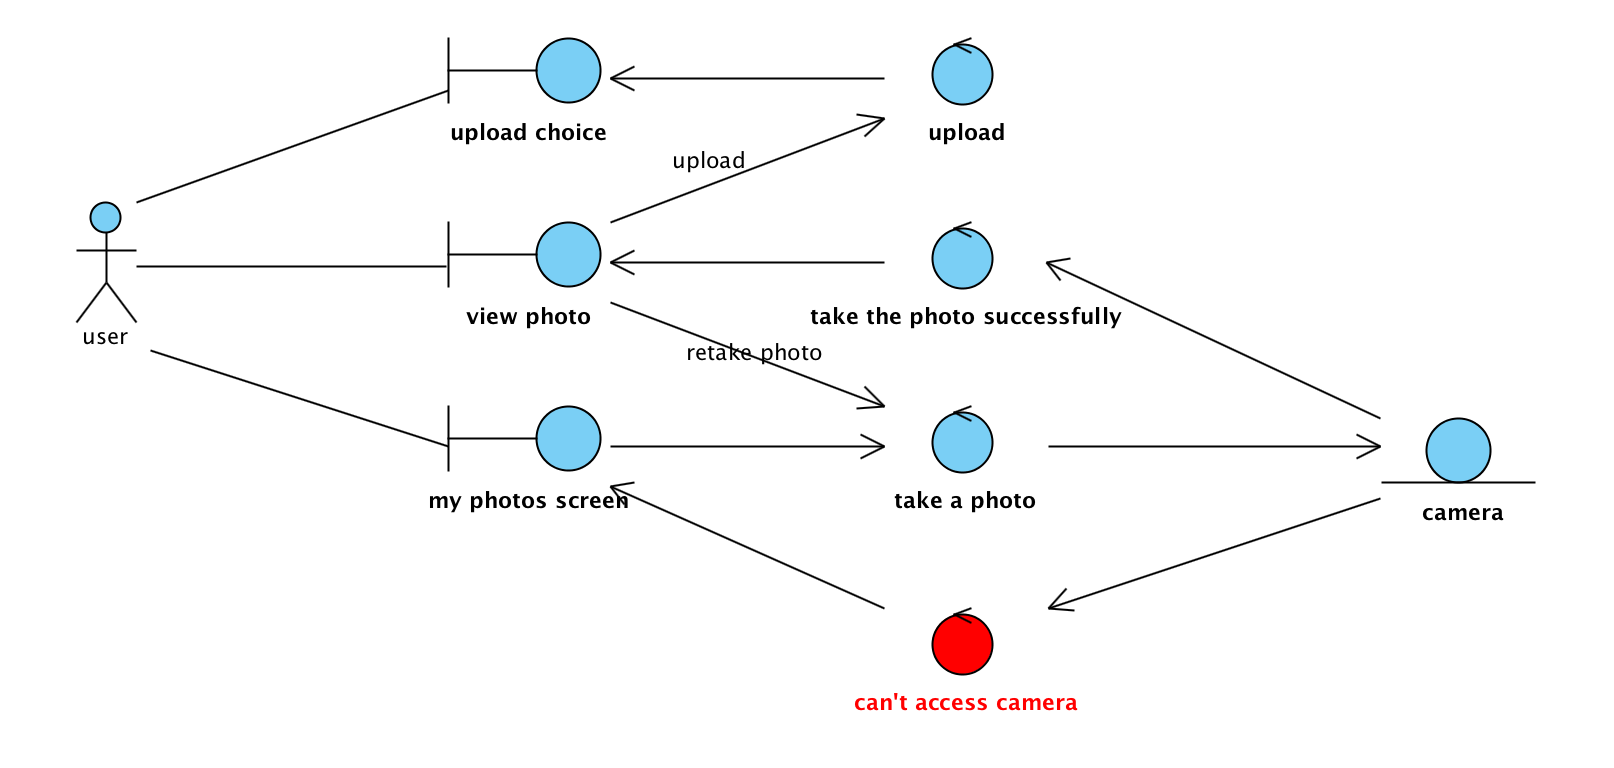 upload choice
upload
upload
view photo
take the photo successfully
user
retake photo
my photos screen
take a photo
camera
can't access camera